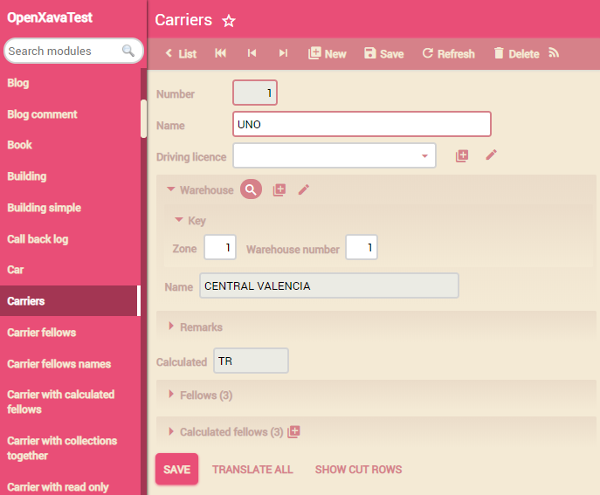 OpenXavaTest
Search modules
Blog
Blog comment
Book
Building
Building simple
Call back log
Car
Carriers
Carrier fellows
Carrier fellows names
Carrier with calculated
fellows
Carrier with collections
together
Carrier with read only
Carriers
List New Save Refresh Delete
Number 1
Name UNO
Driving licence
Warehouse
Key
Zone 1 Warehouse number 1
Name CENTRAL VALENCIA
Remarks
Calculated TR
Fellows (3)
Calculated fellows (3)
SAVE TRANSLATE ALL SHOW CUT ROWS